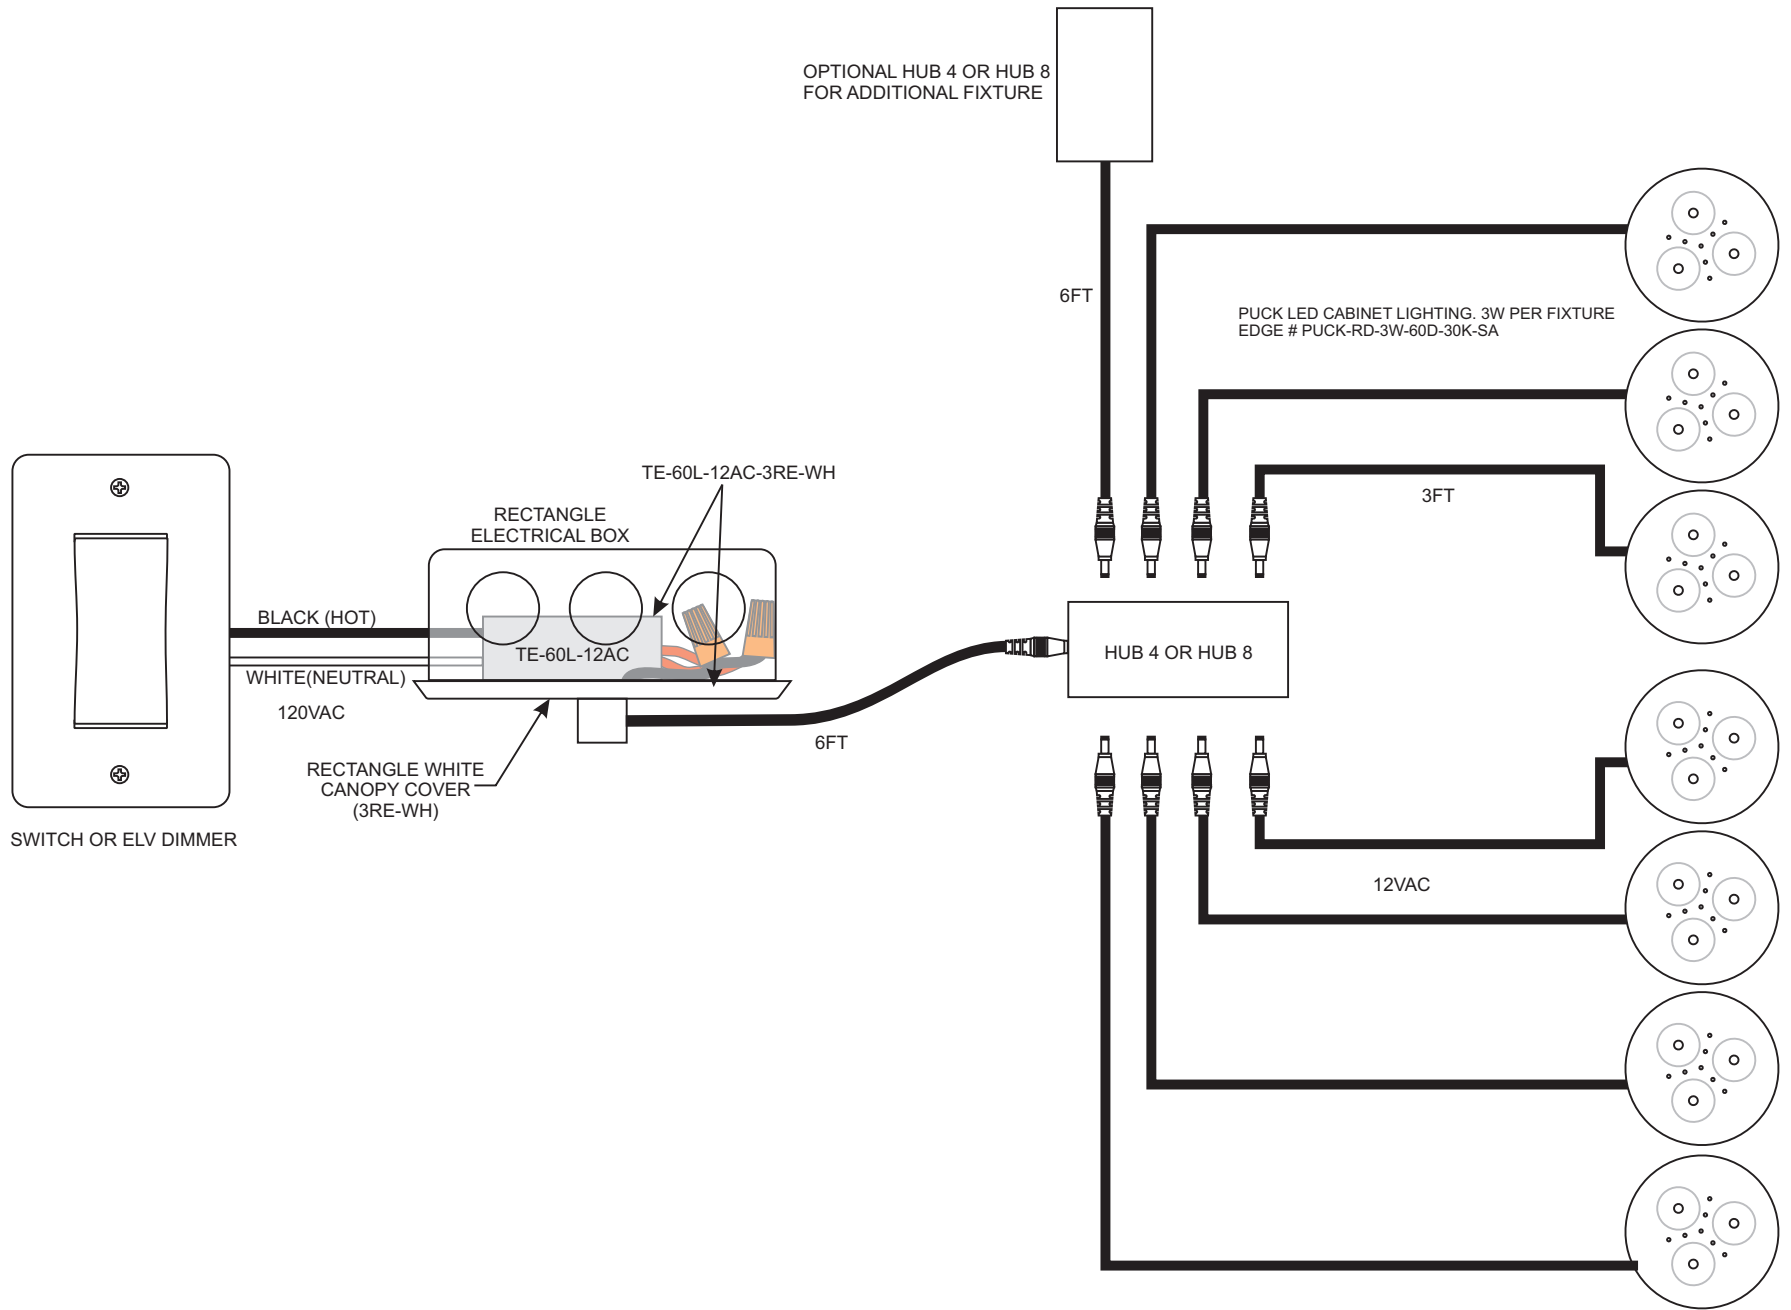 OPTIONAL HUB 4 OR HUB 8
FOR ADDITIONAL FIXTURE
6FT
PUCK LED CABINET LIGHTING. 3W PER FIXTURE
EDGE # PUCK-RD-3W-60D-30K-SA
TE-60L-12AC-3RE-WH
3FT
RECTANGLE
ELECTRICAL BOX
BLACK (HOT)
TE-60L-12AC
HUB 4 OR HUB 8
WHITE(NEUTRAL)
120VAC
6FT
RECTANGLE WHITE
CANOPY COVER
(3RE-WH)
SWITCH OR ELV DIMMER
12VAC